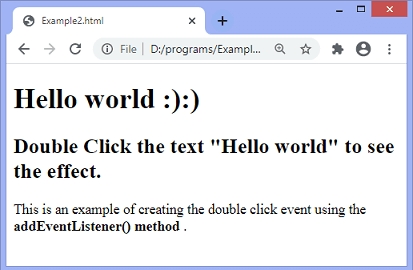 Example2.html
File | D:/programs/Exampl...
Hello world :):)
Double Click the text "Hello world" to see
the effect.
This is an example of creating the double click event using the
addEventListener() method .